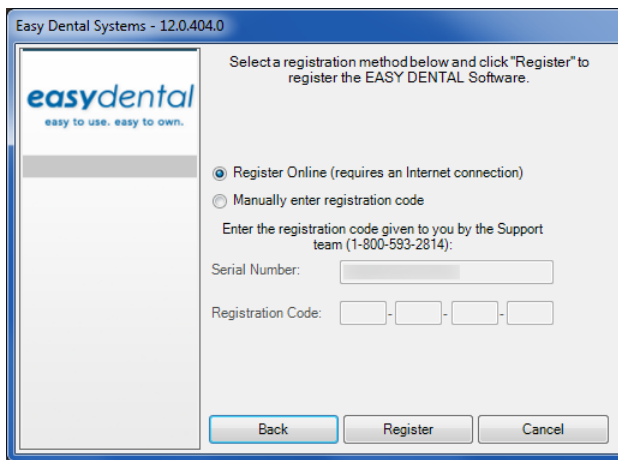 Easy Dental Systems - 12.0.404.0
easydental
easy to use. easy to own.
Select a registration method below and click "Register" to
register the EASY DENTAL Software.
Register Online (requires an Internet connection)
Manually enter registration code
Enter the registration code given to you by the Support
team (1-800-593-2814):
Serial Number:
Registration Code: - - -
Back Register Cancel